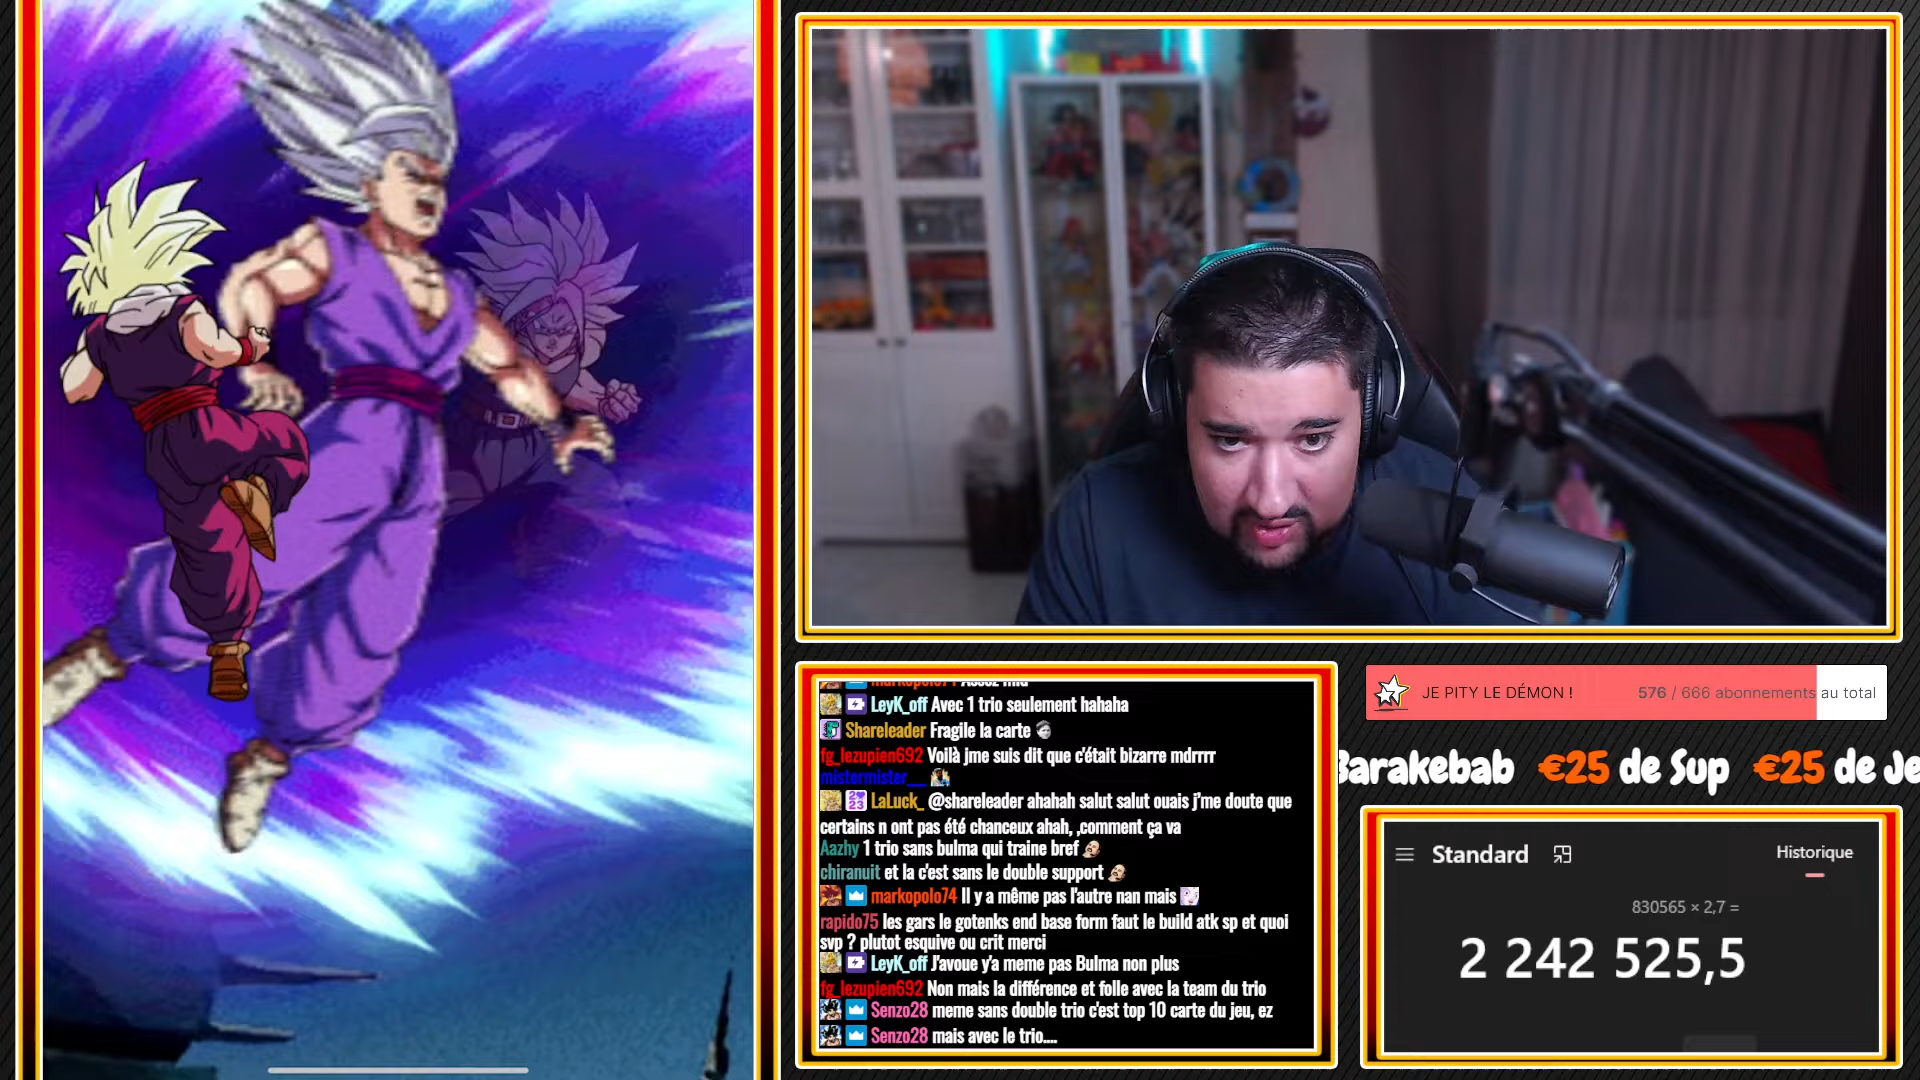 markopolo74 Assez mid
LeyK_off Avec 1 trio seulement hahaha
Shareleader Fragile la carte
fg_lezupien692 Voilà jme suis dit que c'était bizarre mdrrrr
mistermister__
LaLuck_ @shareleader ahahah salut salut ouais j'me doute que
certains n ont pas été chanceux ahah, ,comment ça va
Aazhy 1 trio sans bulma qui traine bref
chiranuit et la c'est sans le double support
markopolo74 Il y a même pas l'autre nan mais
rapido75 les gars le gotenks end base form faut le build atk sp et quoi
svp ? plutot esquive ou crit merci
LeyK_off J'avoue y'a meme pas Bulma non plus
fg_lezupien692 Non mais la différence et folle avec la team du trio
Senzo28 meme sans double trio c'est top 10 carte du jeu, ez
Senzo28 mais avec le trio....
JE PITY LE DÉMON ! 576 / 666 abonnements au total
Barakebab €25 de Sup €25 de Je
Standard Historique
830565 × 2,7 =
2 242 525,5